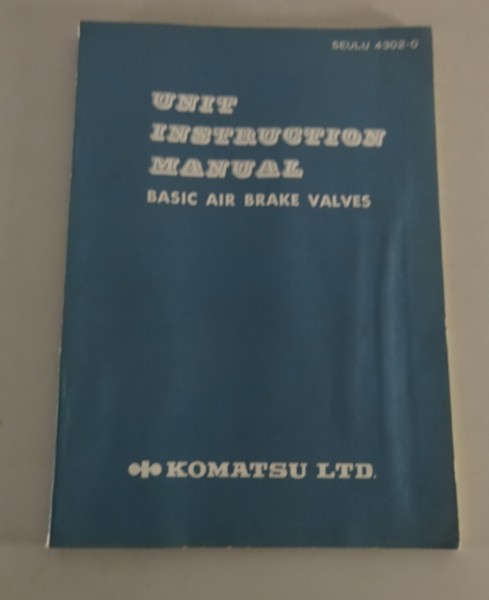 SEULU 4302-0
UNIT
INSTRUCTION
MANUAL
BASIC AIR BRAKE VALVES
KOMATSU LTD.